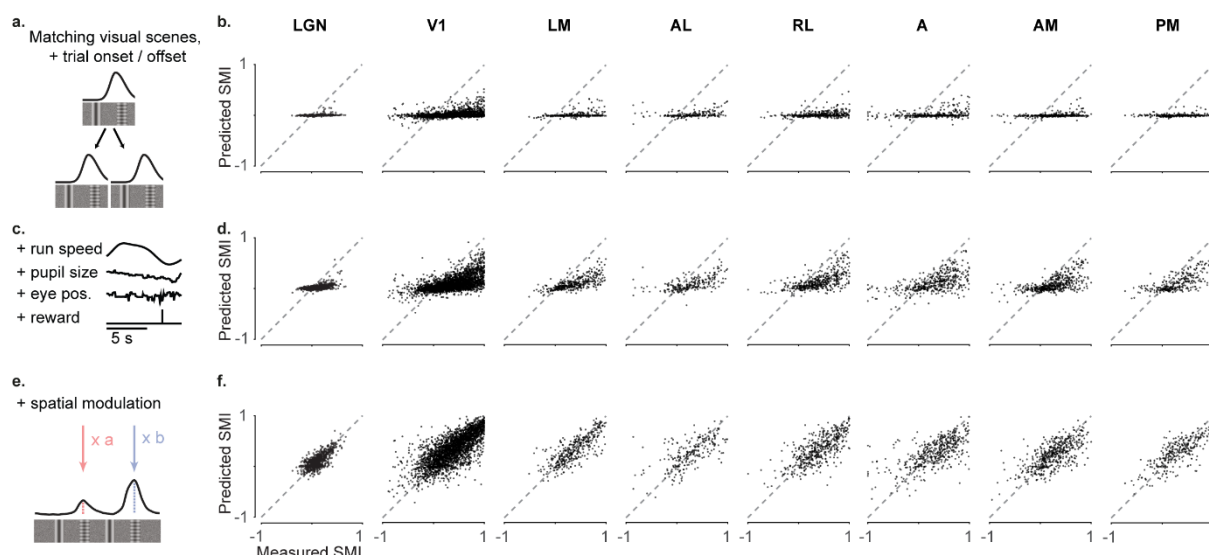 a.
Matching visual scenes,
+ trial onset / offset
b.
LGN V1 LM AL RL A AM PM
1
Predicted SMI
-1
c.
+ run speed
+ pupil size
+ eye pos.
+ reward
5 s
d.
1
Predicted SMI
-1
e.
+ spatial modulation
x a
x b
f.
1
Predicted SMI
-1
-1 1 -1 1 -1 1 -1 1 -1 1 -1 1 -1 1 -1 1
Measured SMI